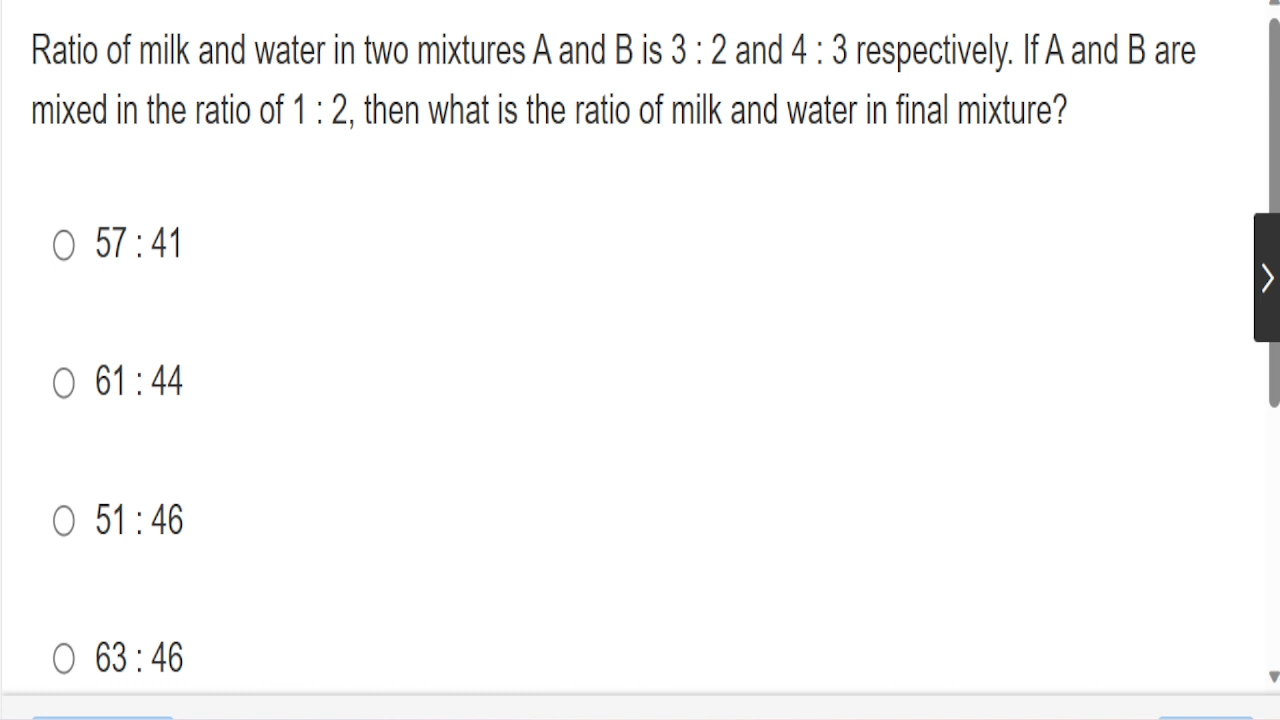 Ratio of milk and water in two mixtures A and B is 3 : 2 and 4 : 3 respectively. If A and B are
mixed in the ratio of 1 : 2, then what is the ratio of milk and water in final mixture?
57 : 41
61 : 44
51 : 46
63 : 46